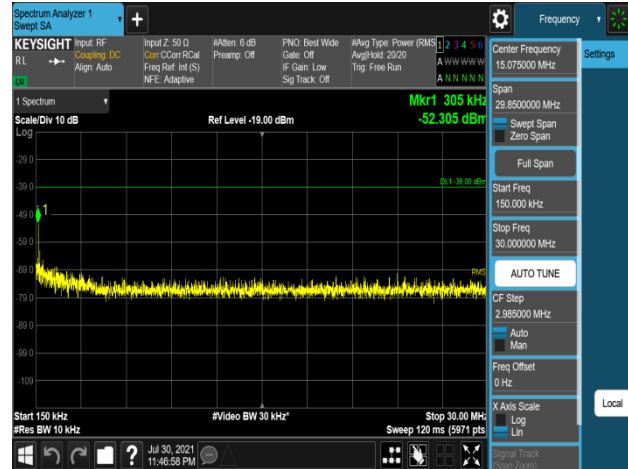 Spectrum Analyzer 1
Swept SA
+
Frequency
KEYSIGHT
RL
LW
Input: RF
Coupling: DC
Align: Auto
Input Z: 50 Ω
Corr CCorr RCal
Freq Ref: Int (S)
NFE: Adaptive
#Atten: 6 dB
Preamp: Off
PNO: Best Wide
Gate: Off
IF Gain: Low
Sig Track: Off
#Avg Type: Power (RMS
Avg|Hold: 20/20
Trig: Free Run
1 2 3 4 5 6
A W W W W W
A N N N N N
1 Spectrum
Scale/Div 10 dB
Log
Ref Level -19.00 dBm
Mkr1 305 kHz
-52.305 dBm
-29.0
-39.0
DL1 -39.00 dBm
-49.0
1
-59.0
-69.0
RMS
-79.0
-89.0
-99.0
-109
Start 150 kHz
#Res BW 10 kHz
#Video BW 30 kHz*
Stop 30.00 MHz
Sweep 120 ms (5971 pts
?
Jul 30, 2021
11:46:58 PM
Center Frequency
15.075000 MHz
Span
29.8500000 MHz
Swept Span
Zero Span
Full Span
Start Freq
150.000 kHz
Stop Freq
30.000000 MHz
AUTO TUNE
CF Step
2.985000 MHz
Auto
Man
Freq Offset
0 Hz
X Axis Scale
Log
Lin
Signal Track
(Span Zoom)
Settings
Local